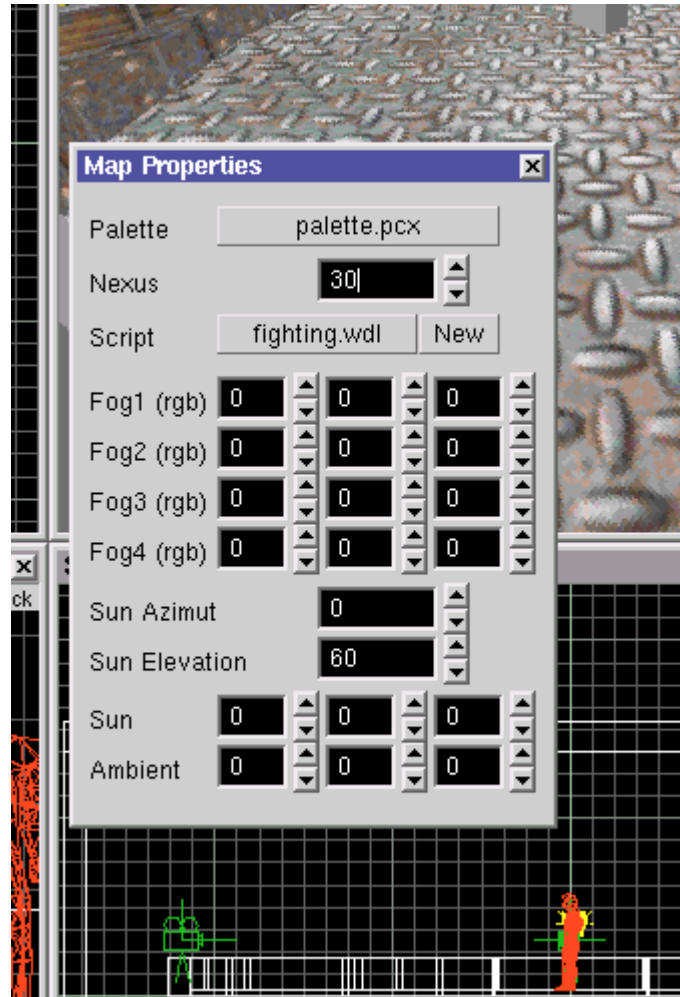 Map Properties
Palette palette.pcx
Nexus 30
Script fighting.wdl New
Fog1 (rgb) 0 0 0
Fog2 (rgb) 0 0 0
Fog3 (rgb) 0 0 0
Fog4 (rgb) 0 0 0
ck
Sun Azimut 0
Sun Elevation 60
Sun 0 0 0
Ambient 0 0 0